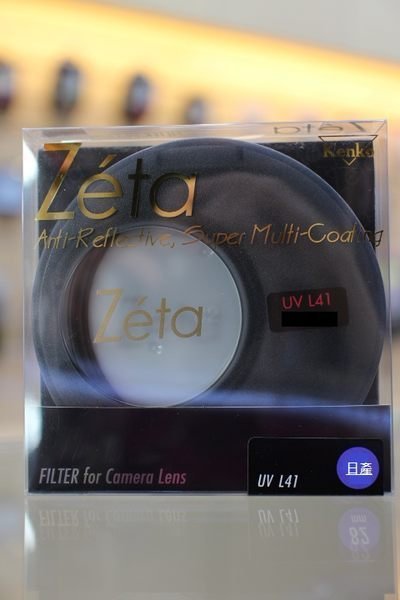 Zéta
Kenko
Anti-Reflective, Super Multi-Coating
Zéta
UV L41
FILTER for Camera Lens
UV L41
日產